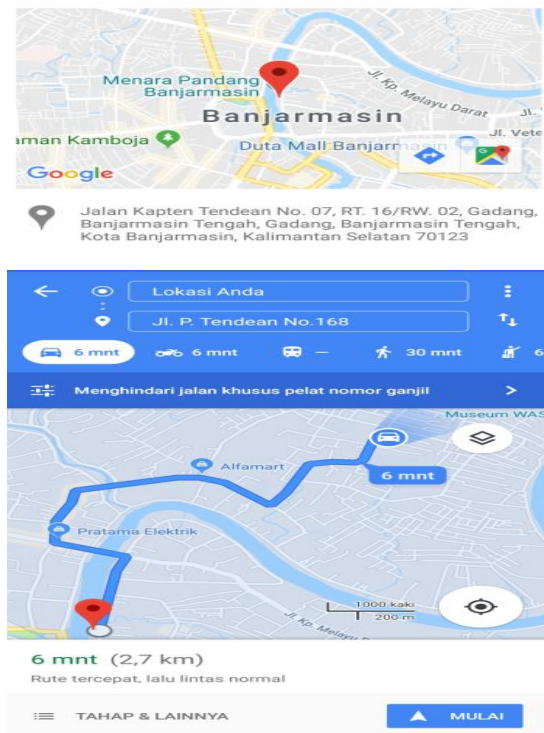 Menara Pandang
Banjarmasin
Jl. Kp. Melayu Darat
Jl.
Banjarmasin
Jl. Vete
aman Kamboja
Duta Mall Banjarmasin
Google
Jalan Kapten Tendean No. 07, RT. 16/RW. 02, Gadang,
Banjarmasin Tengah, Gadang, Banjarmasin Tengah,
Kota Banjarmasin, Kalimantan Selatan 70123
Lokasi Anda
Jl. P. Tendean No.168
6 mnt 6 mnt – 30 mnt 6
Menghindari jalan khusus pelat nomor ganjil
Museum WAS
Alfamart
6 mnt
Pratama Elektrik
1000 kaki
200 m
Jl. Kp. Melayu
6 mnt (2,7 km)
Rute tercepat, lalu lintas normal
TAHAP & LAINNYA
MULAI